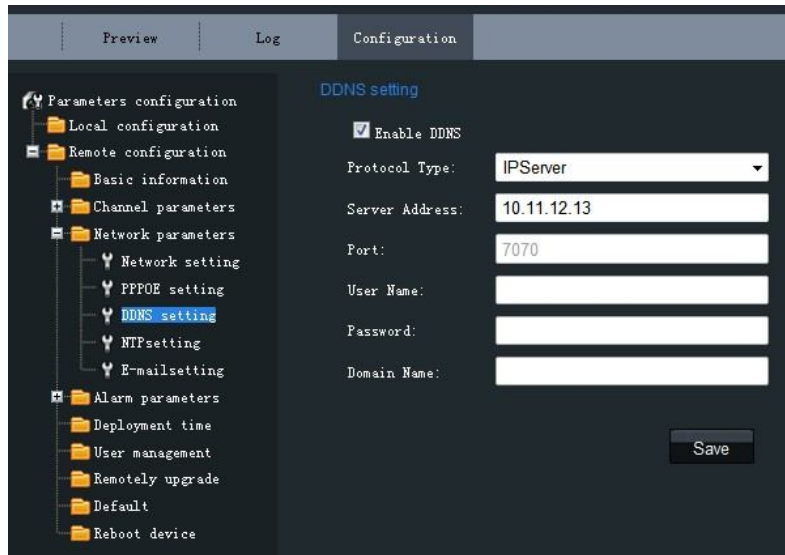 Preview Log Configuration
Parameters configuration
Local configuration
Remote configuration
Basic information
Channel parameters
Network parameters
Network setting
PPPOE setting
DDNS setting
NTPsetting
E-mailsetting
Alarm parameters
Deployment time
User management
Remotely upgrade
Default
Reboot device
DDNS setting
Enable DDNS
Protocol Type: IPServer
Server Address: 10.11.12.13
Port: 7070
User Name:
Password:
Domain Name:
Save